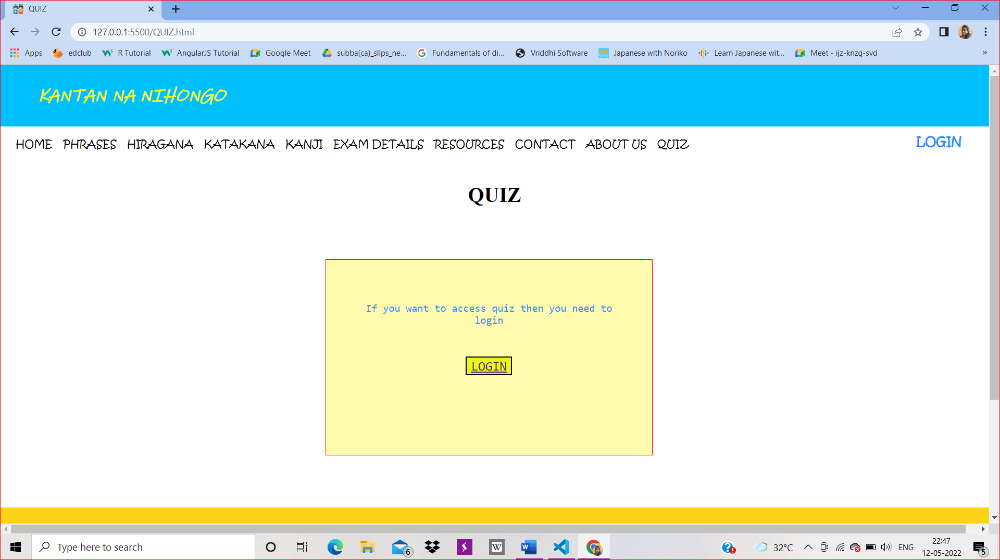 QUIZ
127.0.0.1:5500/QUIZ.html
Apps edclub R Tutorial AngularJS Tutorial Google Meet subba(ca)_slips_ne... Fundamentals of di... Vriddhi Software Japanese with Noriko Learn Japanese wit... Meet - ijz-knzg-svd »
KANTAN NA NIHONGO
HOME PHRASES HIRAGANA KATAKANA KANJI EXAM DETAILS RESOURCES CONTACT ABOUT US QUIZ LOGIN
QUIZ
If you want to access quiz then you need to
login
LOGIN
Type here to search
6
32°C
ENG
22:47
12-05-2022
5